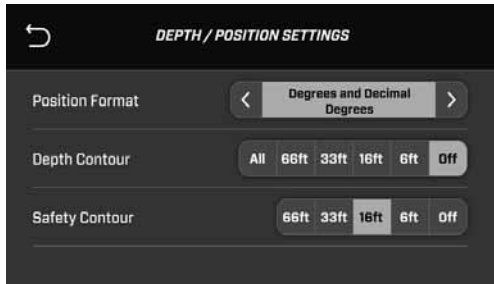 DEPTH / POSITION SETTINGS
Position Format
Degrees and Decimal
Degrees
Depth Contour All 66ft 33ft 16ft 6ft Off
Safety Contour 66ft 33ft 16ft 6ft Off